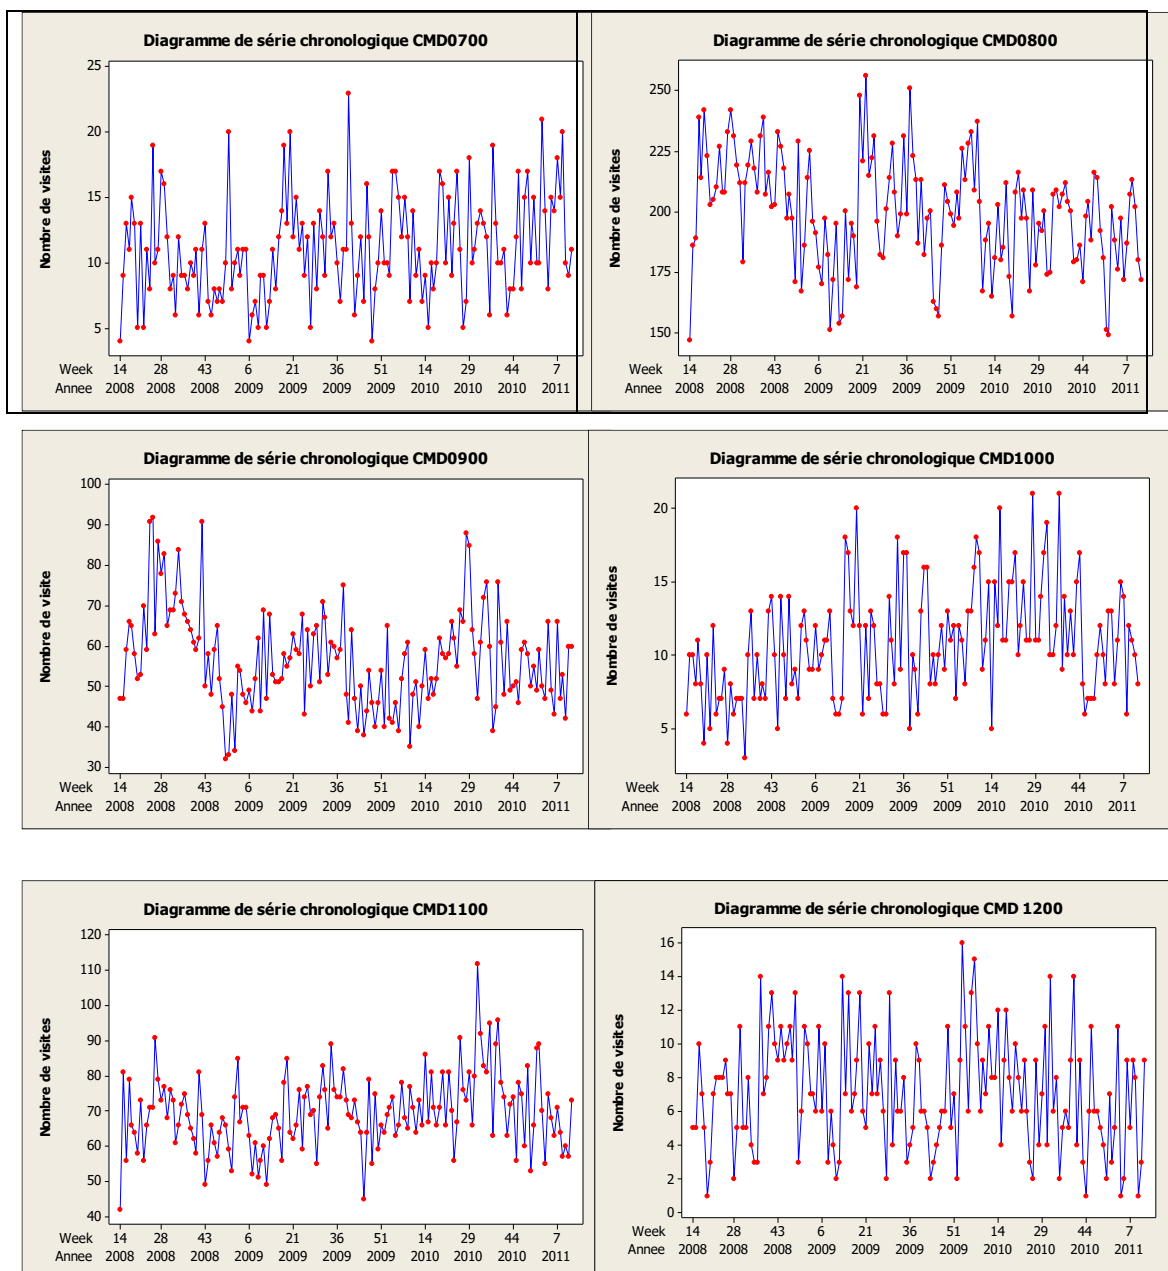 Diagramme de série chronologique CMD0700
Nombre de visites
25
20
15
10
5
Week 14 28 43 6 21 36 51 14 29 44 7
Annee 2008 2008 2008 2009 2009 2009 2009 2010 2010 2010 2011
Diagramme de série chronologique CMD0800
Nombre de visites
250
225
200
175
150
Week 14 28 43 6 21 36 51 14 29 44 7
Annee 2008 2008 2008 2009 2009 2009 2009 2010 2010 2010 2011
Diagramme de série chronologique CMD0900
Nombre de visite
100
90
80
70
60
50
40
30
Week 14 28 43 6 21 36 51 14 29 44 7
Annee 2008 2008 2008 2009 2009 2009 2009 2010 2010 2010 2011
Diagramme de série chronologique CMD1000
Nombre de visites
20
15
10
5
Week 14 28 43 6 21 36 51 14 29 44 7
Annee 2008 2008 2008 2009 2009 2009 2009 2010 2010 2010 2011
Diagramme de série chronologique CMD1100
Nombre de visites
120
110
100
90
80
70
60
50
40
Week 14 28 43 6 21 36 51 14 29 44 7
Annee 2008 2008 2008 2009 2009 2009 2009 2010 2010 2010 2011
Diagramme de série chronologique CMD 1200
Nombre de visites
16
14
12
10
8
6
4
2
0
Week 14 28 43 6 21 36 51 14 29 44 7
Annee 2008 2008 2008 2009 2009 2009 2009 2010 2010 2010 2011